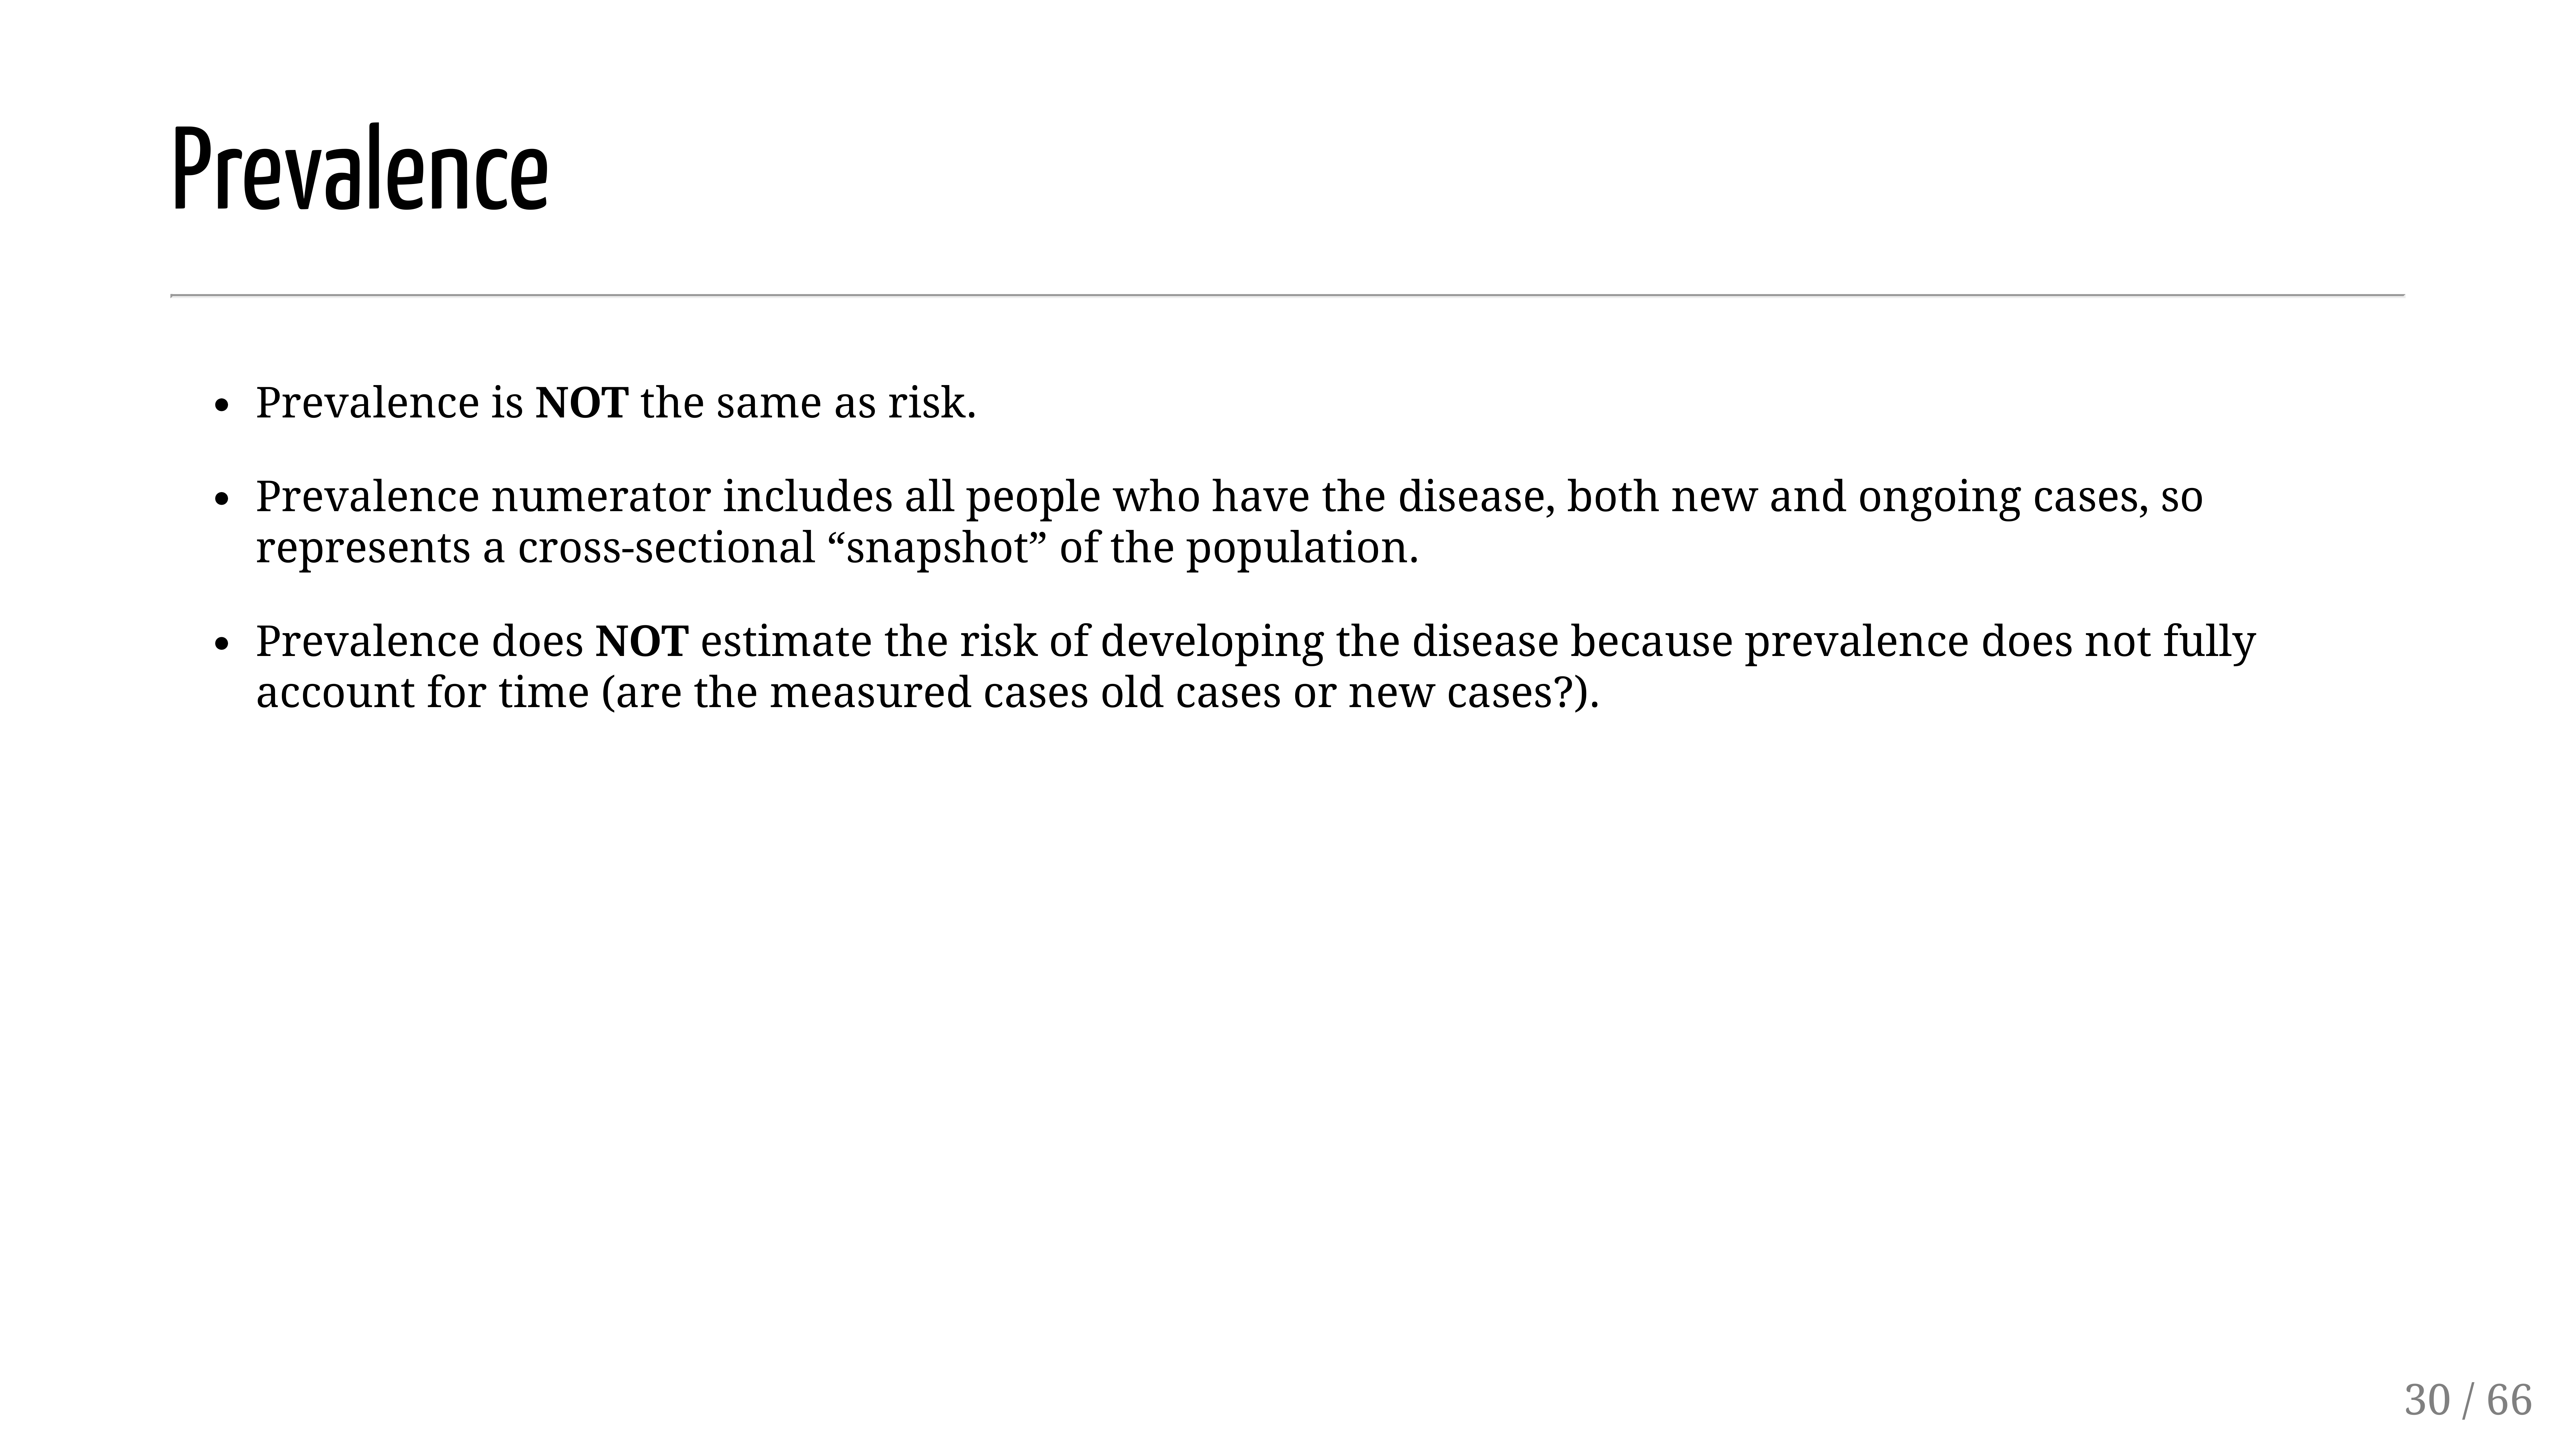 Prevalence
• Prevalence is NOT the same as risk.
• Prevalence numerator includes all people who have the disease, both new and ongoing cases, so
represents a cross-sectional “snapshot” of the population.
• Prevalence does NOT estimate the risk of developing the disease because prevalence does not fully
account for time (are the measured cases old cases or new cases?).
30 / 66